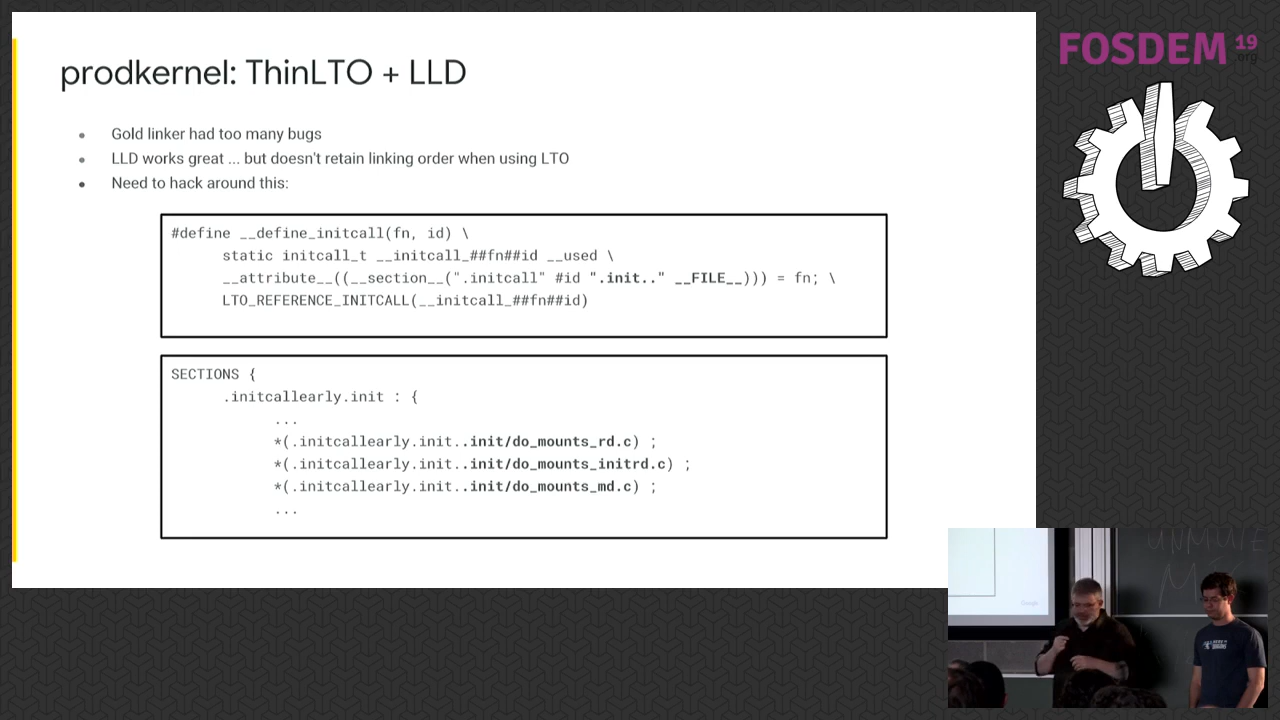 prodkernel: ThinLTO + LLD
FOSDEM 19
.org
• Gold linker had too many bugs
• LLD works great ... but doesn't retain linking order when using LTO
• Need to hack around this:
#define __define_initcall(fn, id) \
static initcall_t __initcall_##fn##id __used \
__attribute__((__section__(".initcall" #id ".init.." __FILE__))) = fn; \
LTO_REFERENCE_INITCALL(__initcall_##fn##id)
SECTIONS {
.initcallearly.init : {
...
*(.initcallearly.init..init/do_mounts_rd.c) ;
*(.initcallearly.init..init/do_mounts_initrd.c) ;
*(.initcallearly.init..init/do_mounts_md.c) ;
...
UNMUTE
Google